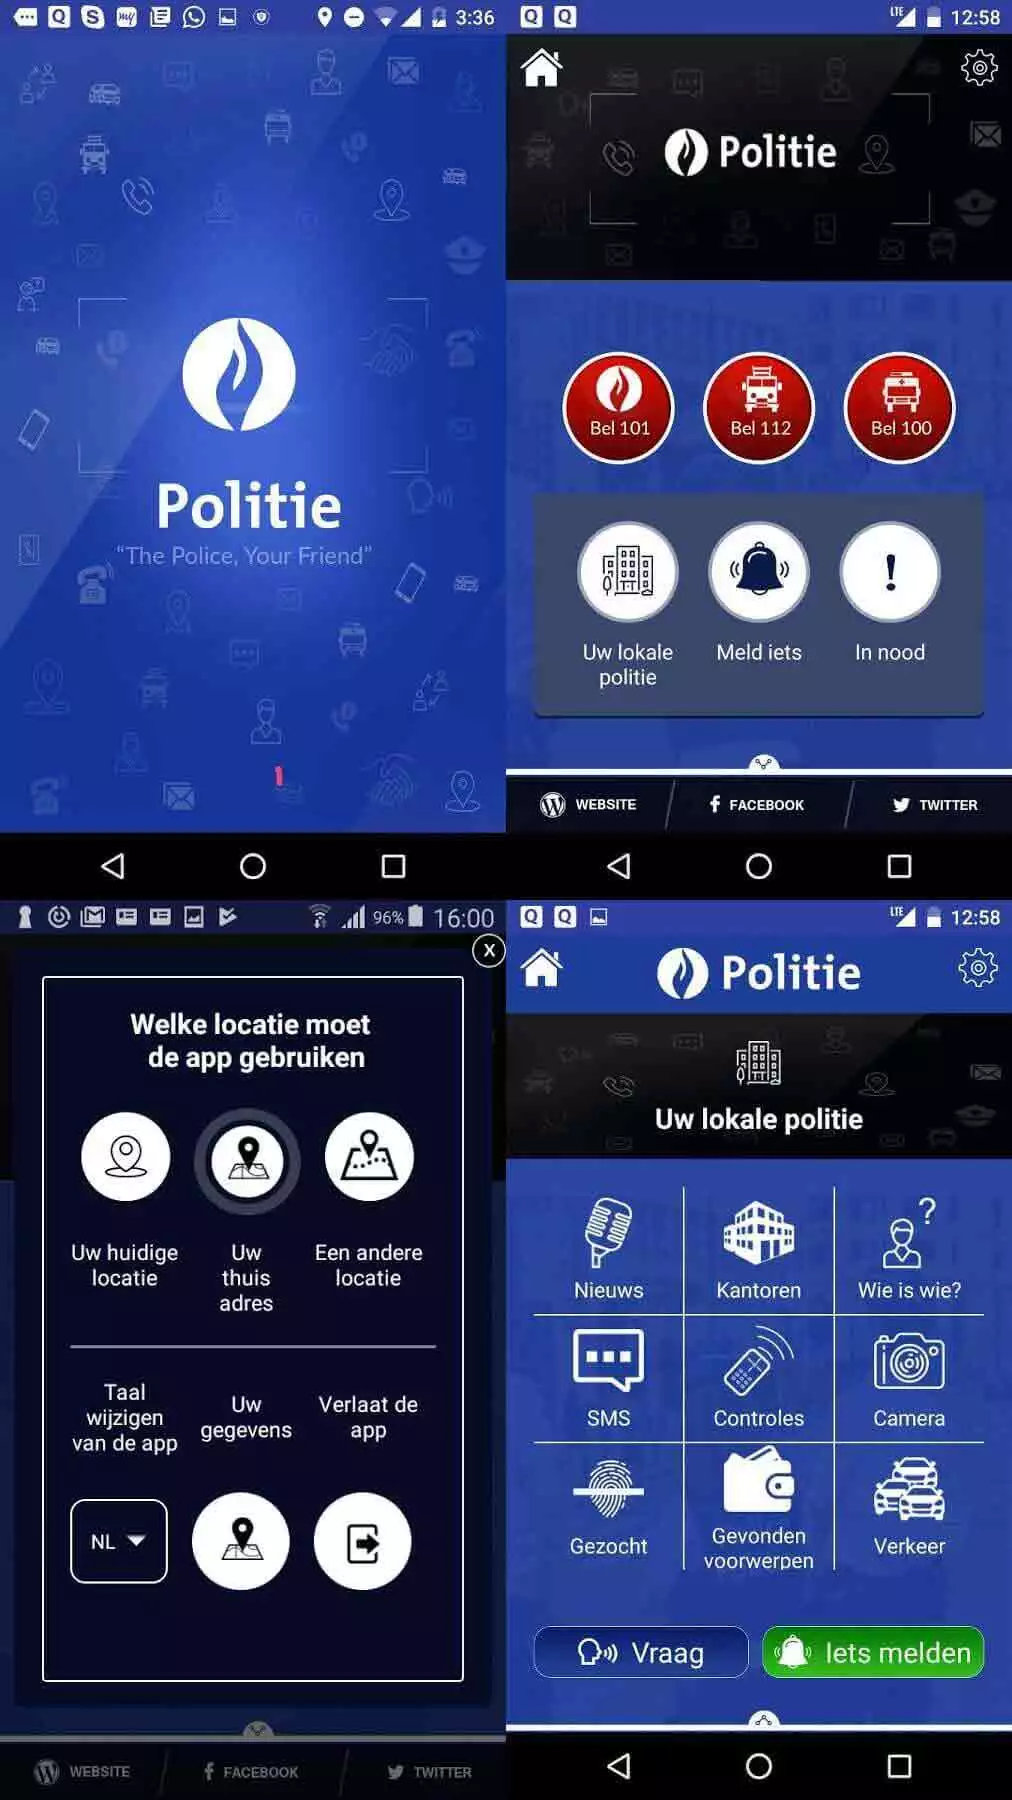 3:36
Politie
“The Police, Your Friend”
1
LTE 12:58
Politie
Bel 101
Bel 112
Bel 100
Uw lokale
politie
Meld iets
In nood
WEBSITE
FACEBOOK
TWITTER
96% 16:00
X
Welke locatie moet
de app gebruiken
Uw huidige
locatie
Uw
thuis
adres
Een andere
locatie
Taal
wijzigen
van de app
Uw
gegevens
Verlaat de
app
NL
WEBSITE
FACEBOOK
TWITTER
LTE 12:58
Politie
Uw lokale politie
Nieuws
Kantoren
Wie is wie?
SMS
Controles
Camera
Gezocht
Gevonden
voorwerpen
Verkeer
Vraag
Iets melden